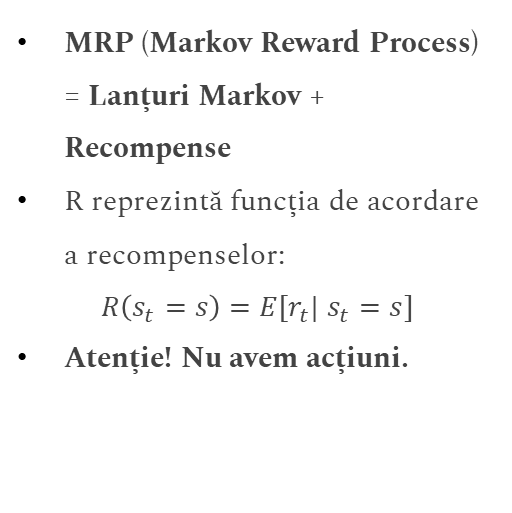 • MRP (Markov Reward Process)
= Lanțuri Markov +
Recompense
• R reprezintă funcția de acordare
a recompenselor:
R(s_t = s) = E[r_t| s_t = s]
• Atenție! Nu avem acțiuni.